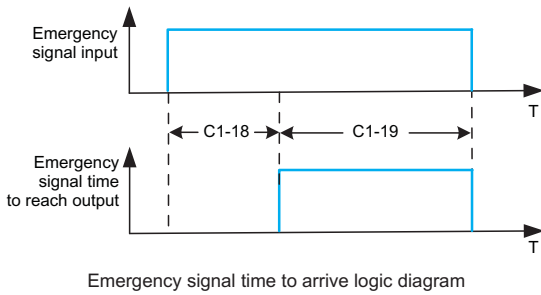 Emergency
signal input
T
C1-18
C1-19
Emergency
signal time
to reach output
T
Emergency signal time to arrive logic diagram